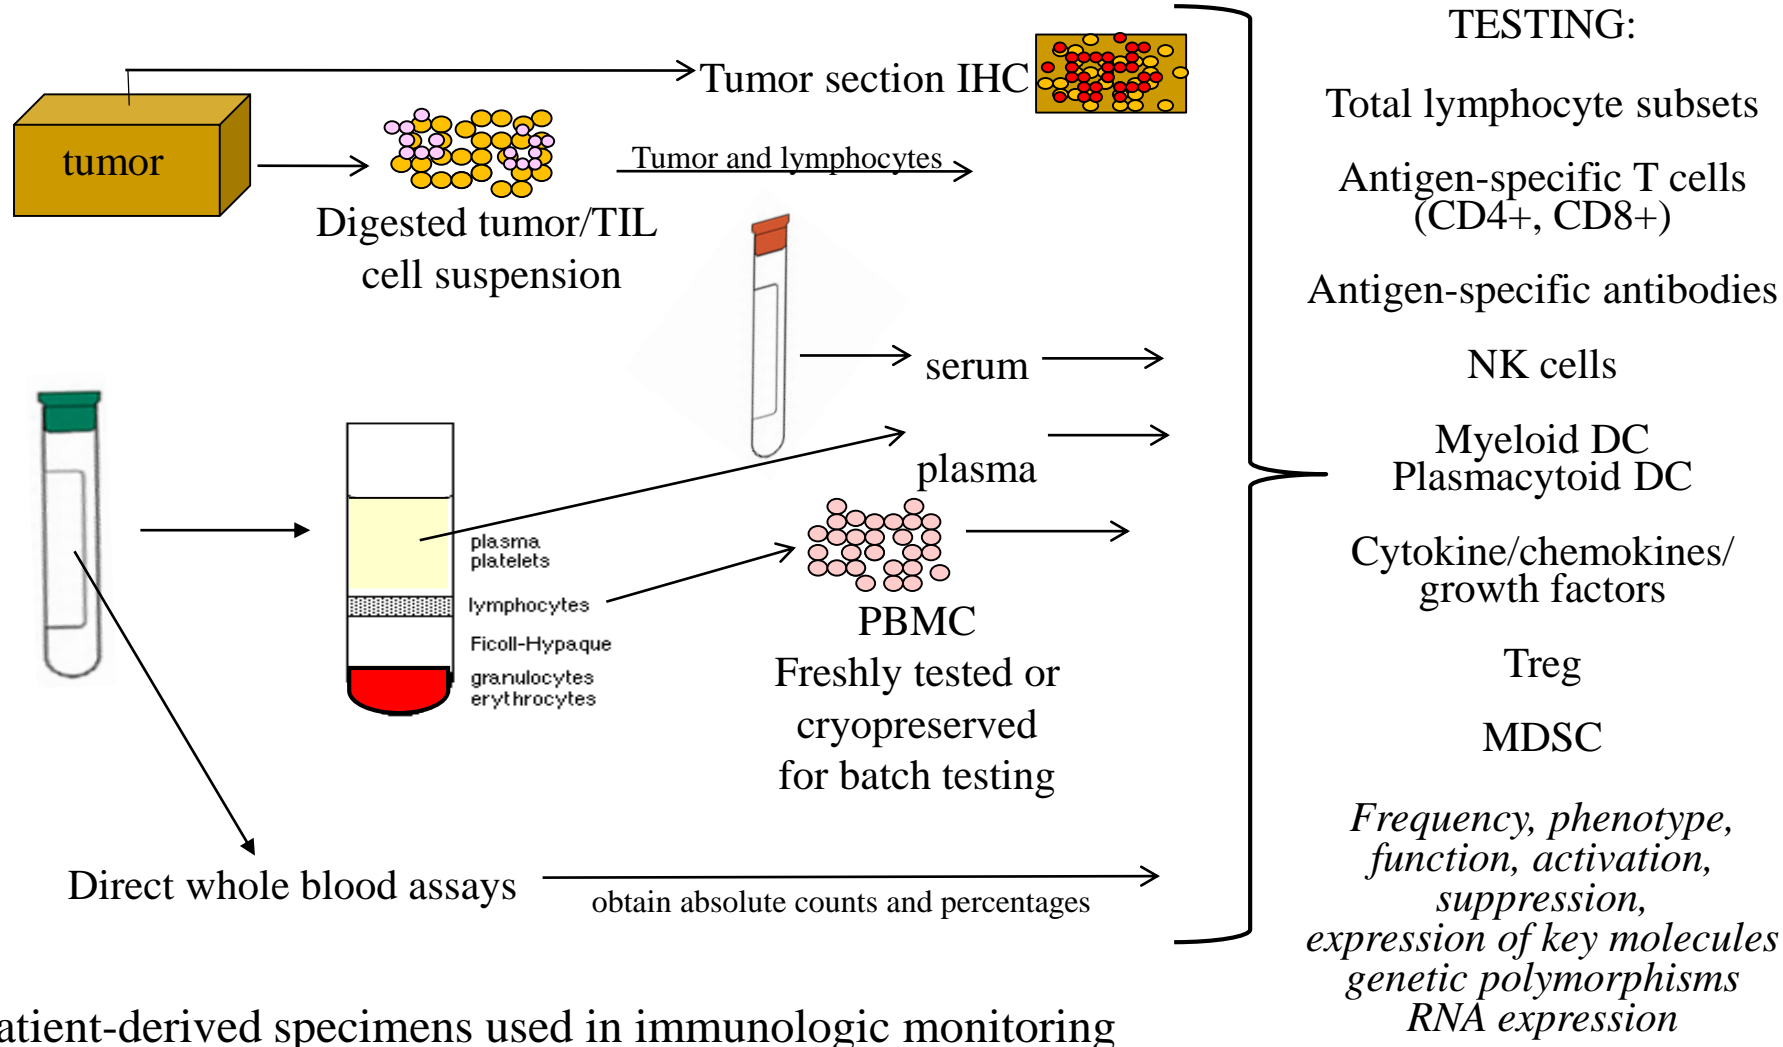 Tumor section IHC
tumor
Tumor and lymphocytes
Digested tumor/TIL
cell suspension
serum
plasma
plasma
platelets
lymphocytes
Ficoll-Hypaque
granulocytes
erythrocytes
PBMC
Freshly tested or
cryopreserved
for batch testing
Direct whole blood assays
obtain absolute counts and percentages
TESTING:
Total lymphocyte subsets
Antigen-specific T cells
(CD4+, CD8+)
Antigen-specific antibodies
NK cells
Myeloid DC
Plasmacytoid DC
Cytokine/chemokines/
growth factors
Treg
MDSC
Frequency, phenotype,
function, activation,
suppression,
expression of key molecules
genetic polymorphisms
RNA expression
atient-derived specimens used in immunologic monitoring